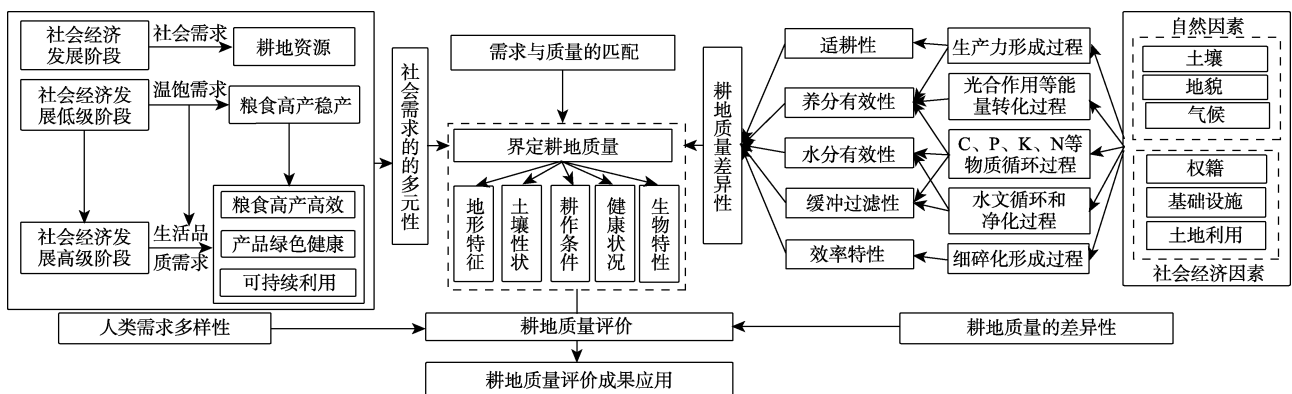 社会经济
发展阶段
社会需求
耕地资源
社会经济发
展低级阶段
温饱需求
粮食高产稳产
粮食高产高效
产品绿色健康
可持续利用
社会经济发
展高级阶段
生活品
质需求
社会需求的的多元性
需求与质量的匹配
界定耕地质量
地形特征
土壤性状
耕作条件
健康状况
生物特性
耕地质量差异性
适耕性
养分有效性
水分有效性
缓冲过滤性
效率特性
生产力形成过程
光合作用等能
量转化过程
C、P、K、N等
物质循环过程
水文循环和
净化过程
细碎化形成过程
自然因素
土壤
地貌
气候
权籍
基础设施
土地利用
社会经济因素
人类需求多样性
耕地质量评价
耕地质量的差异性
耕地质量评价成果应用